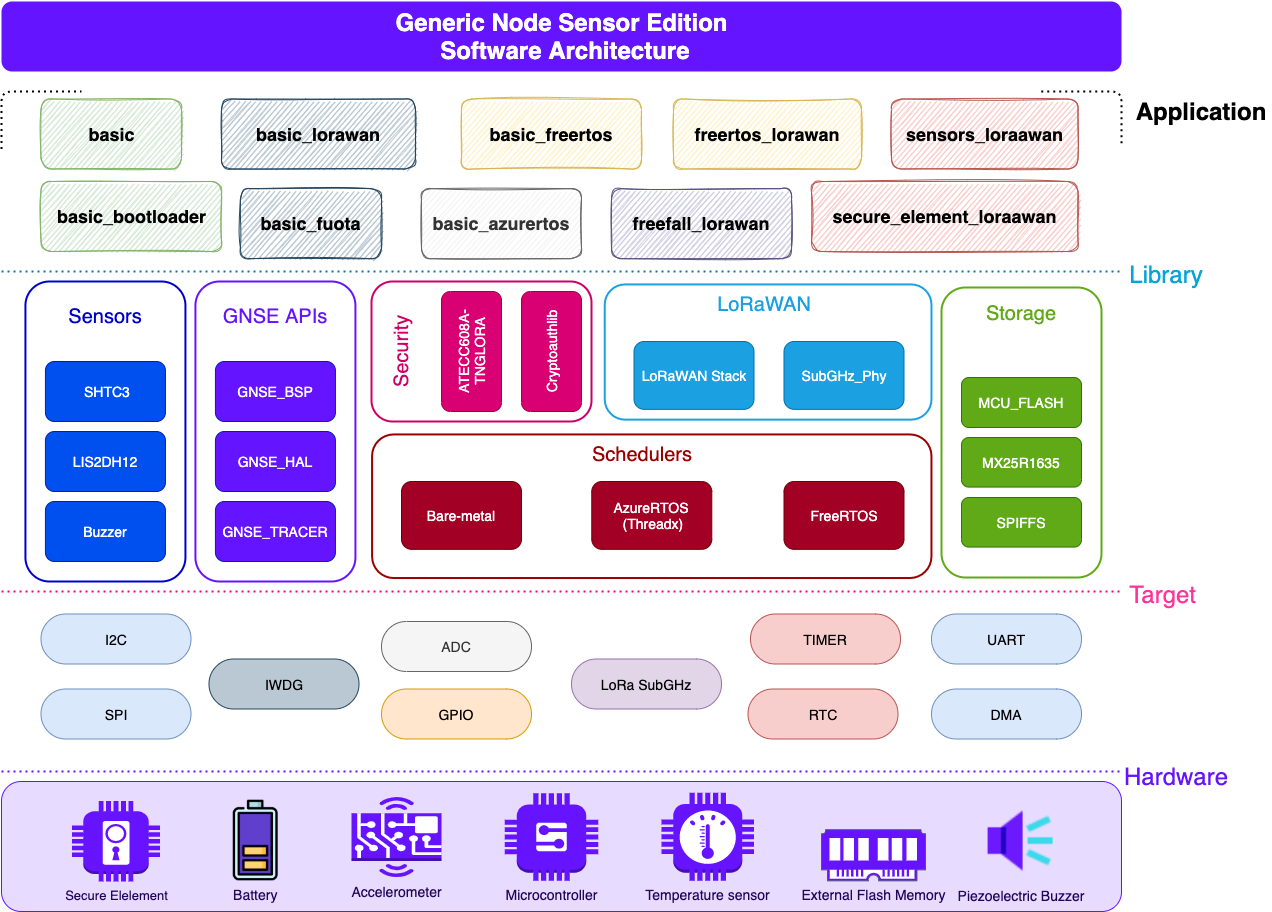 Generic Node Sensor Edition
Software Architecture
Application
basic
basic_lorawan
basic_freertos
freertos_lorawan
sensors_loraawan
basic_bootloader
basic_fuota
basic_azurertos
freefall_lorawan
secure_element_loraawan
Library
Sensors
SHTC3
LIS2DH12
Buzzer
GNSE APIs
GNSE_BSP
GNSE_HAL
GNSE_TRACER
Security
ATECC608A-
TNGLORA
Cryptoauthlib
LoRaWAN
LoRaWAN Stack
SubGHz_Phy
Schedulers
Bare-metal
AzureRTOS
(Threadx)
FreeRTOS
Storage
MCU_FLASH
MX25R1635
SPIFFS
Target
I2C
ADC
TIMER
UART
IWDG
LoRa SubGHz
SPI
GPIO
RTC
DMA
Hardware
Secure Elelement
Battery
Accelerometer
Microcontroller
Temperature sensor
External Flash Memory
Piezoelectric Buzzer